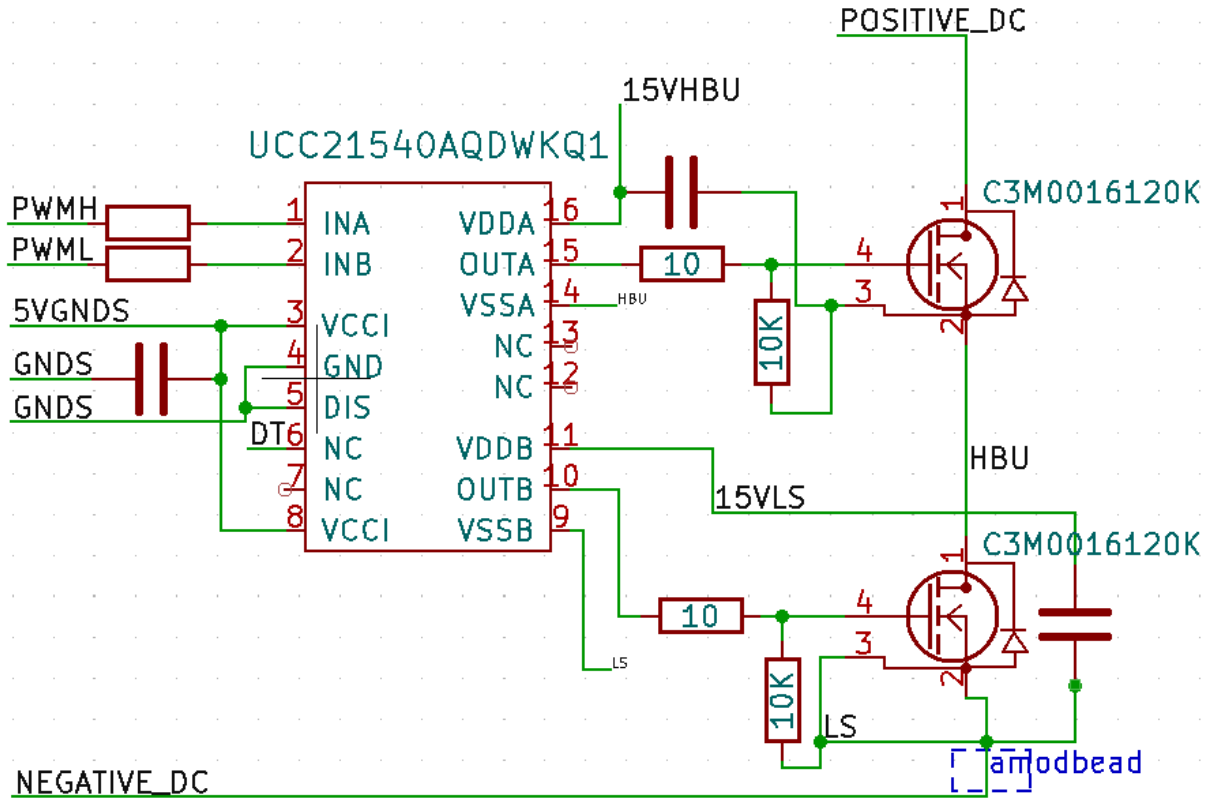 POSITIVE_DC
15VHBU
UCC21540AQDWKQ1
C3M0016120K
PWMH
1 INA
VDDA 16
1
PWML
2 INB
OUTA 15
10
4
5VGNDS
3 VCCI
VSSA 14
HBU
3
2
10K
GNDS
4 GND
NC 13
NC 12
GNDS
5 DIS
DT 6 NC
VDDB 11
HBU
7 NC
OUTB 10
15VLS
8 VCCI
VSSB 9
C3M0016120K
1
10
4
LS
3
2
10K
LS
amodbead
NEGATIVE_DC